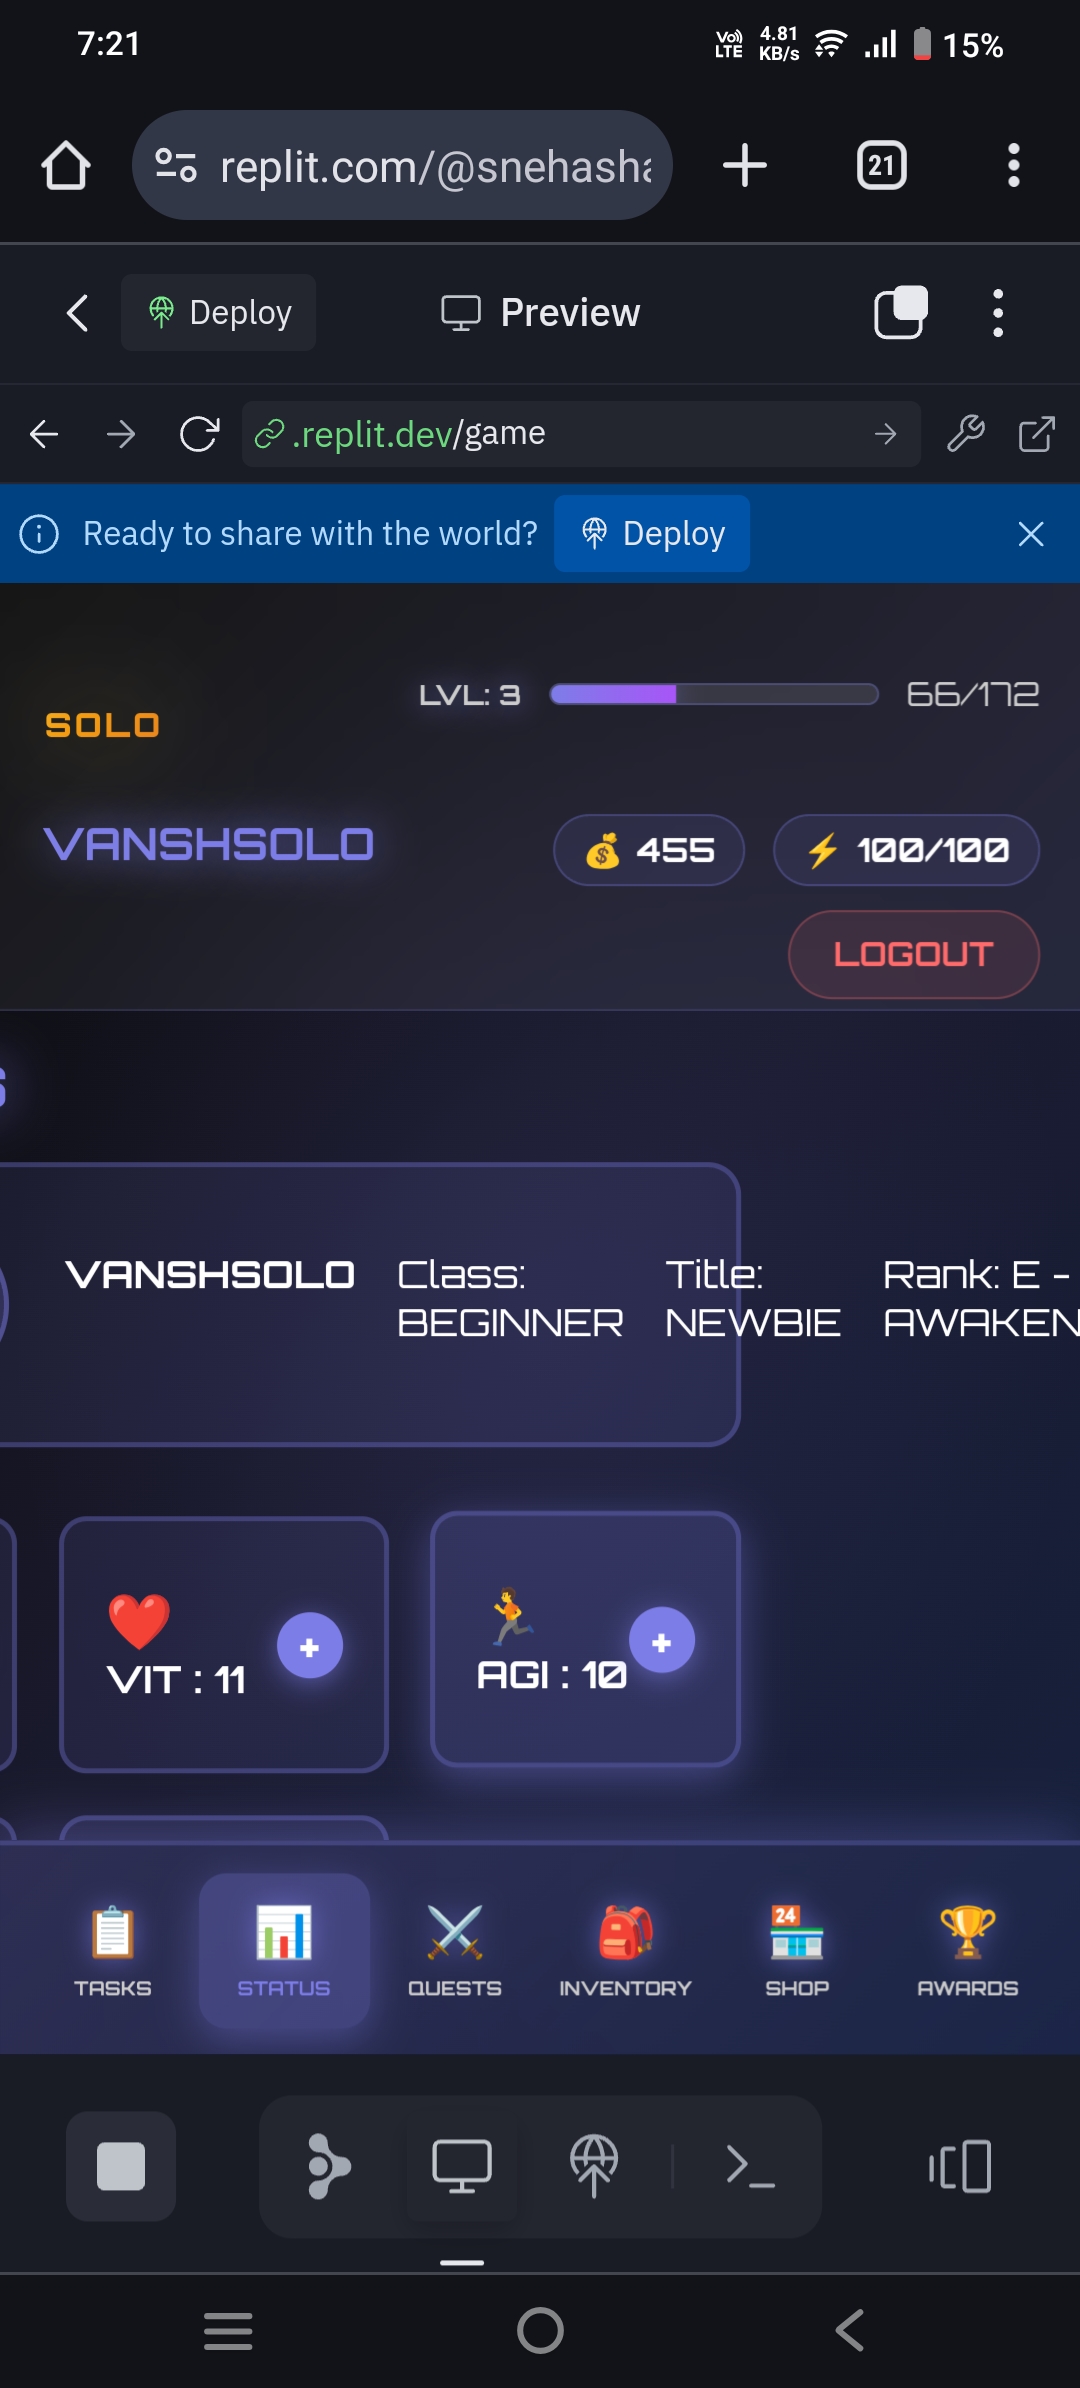 7:21
Vo)) LTE
4.81 KB/s
15%
replit.com/@snehasha
21
Deploy
Preview
.replit.dev/game
Ready to share with the world?
Deploy
LVL: 3
66/172
SOLO
VANSHSOLO
455
100/100
LOGOUT
S
VANSHSOLO
Class:
BEGINNER
Title:
NEWBIE
Rank: E -
AWAKEN
VIT : 11
+
AGI : 10
+
24
TASKS
STATUS
QUESTS
INVENTORY
SHOP
AWARDS